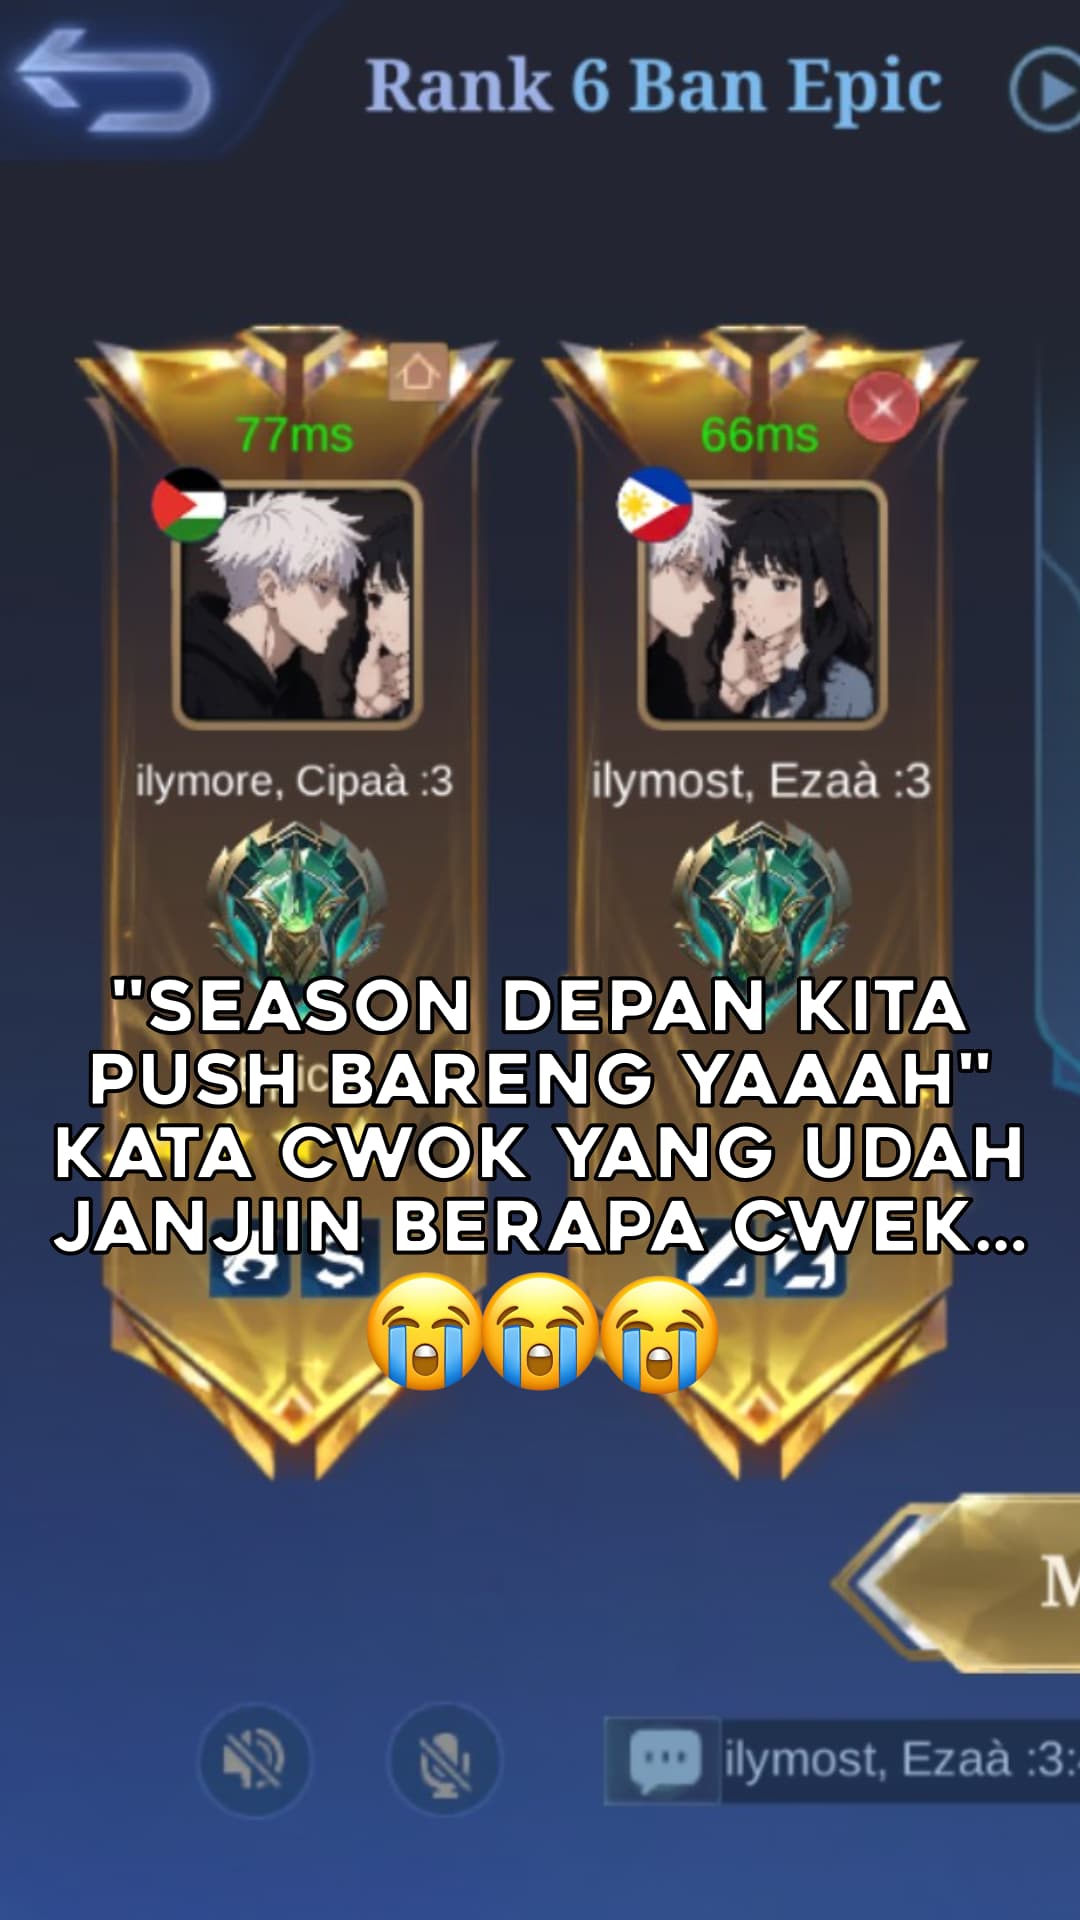 Rank 6 Ban Epic
77ms
66ms
ilymore, Cipaà :3
ilymost, Ezaà :3
"SEASON DEPAN KITA
PUSH BARENG YAAAH"
KATA CWOK YANG UDAH
JANJIIN BERAPA CWEK...
😭😭😭
M
ilymost, Ezaà :3: